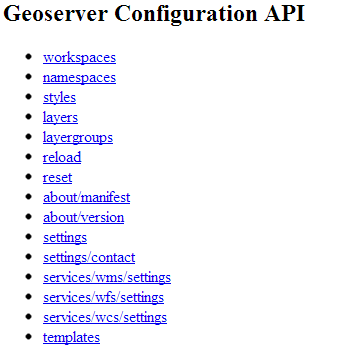 Geoserver Configuration API
workspaces
namespaces
styles
layers
layergroups
reload
reset
about/manifest
about/version
settings
settings/contact
services/wms/settings
services/wfs/settings
services/wcs/settings
templates